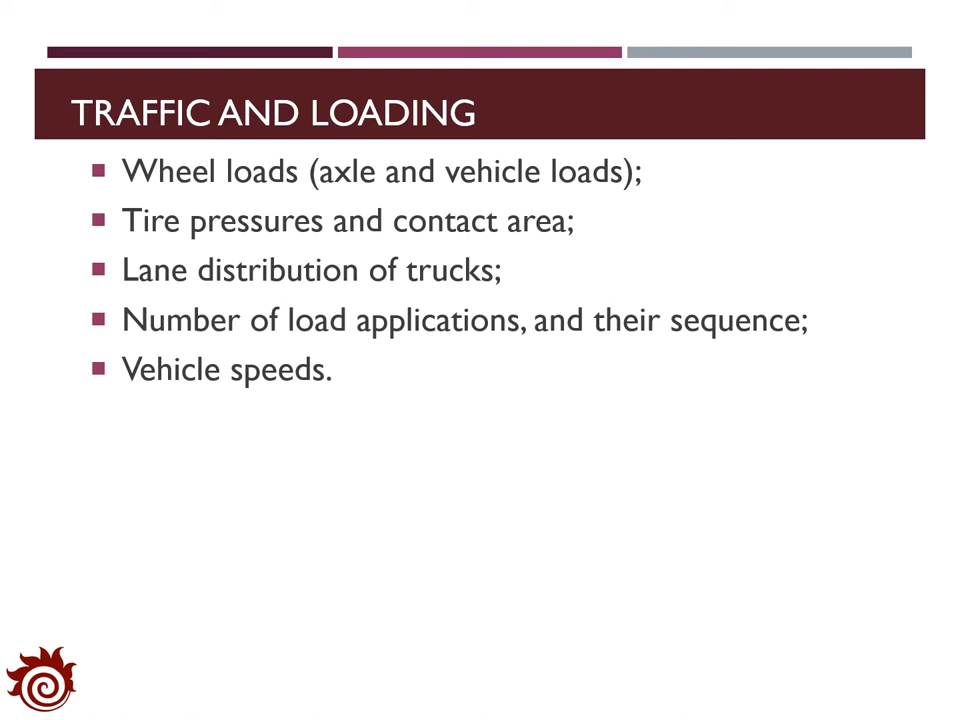 TRAFFIC AND LOADING
Wheel loads (axle and vehicle loads);
Tire pressures and contact area;
Lane distribution of trucks;
Number of load applications, and their sequence;
Vehicle speeds.